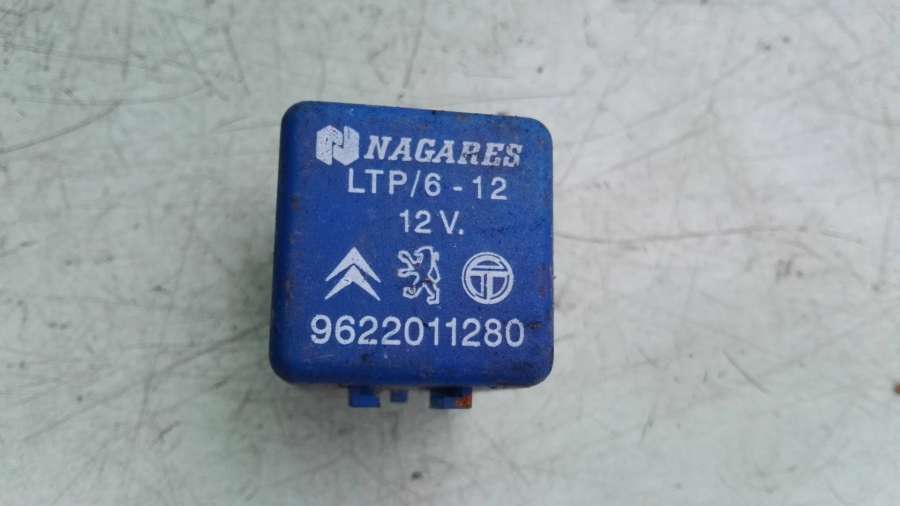 NAGARES
LTP/6 - 12
12 V.
9622011280